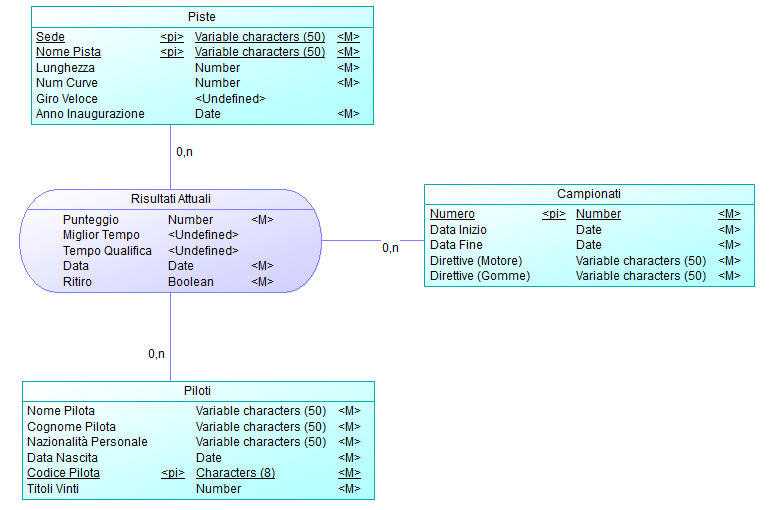 Piste
Sede <pi> Variable characters (50) <M>
Nome Pista <pi> Variable characters (50) <M>
Lunghezza Number <M>
Num Curve Number <M>
Giro Veloce <Undefined>
Anno Inaugurazione Date <M>
0,n
Risultati Attuali
Punteggio Number <M>
Miglior Tempo <Undefined>
Tempo Qualifica <Undefined>
Data Date <M>
Ritiro Boolean <M>
0,n
Campionati
Numero <pi> Number <M>
Data Inizio Date <M>
Data Fine Date <M>
Direttive (Motore) Variable characters (50) <M>
Direttive (Gomme) Variable characters (50) <M>
0,n
Piloti
Nome Pilota Variable characters (50) <M>
Cognome Pilota Variable characters (50) <M>
Nazionalità Personale Variable characters (50) <M>
Data Nascita Date <M>
Codice Pilota <pi> Characters (8) <M>
Titoli Vinti Number <M>